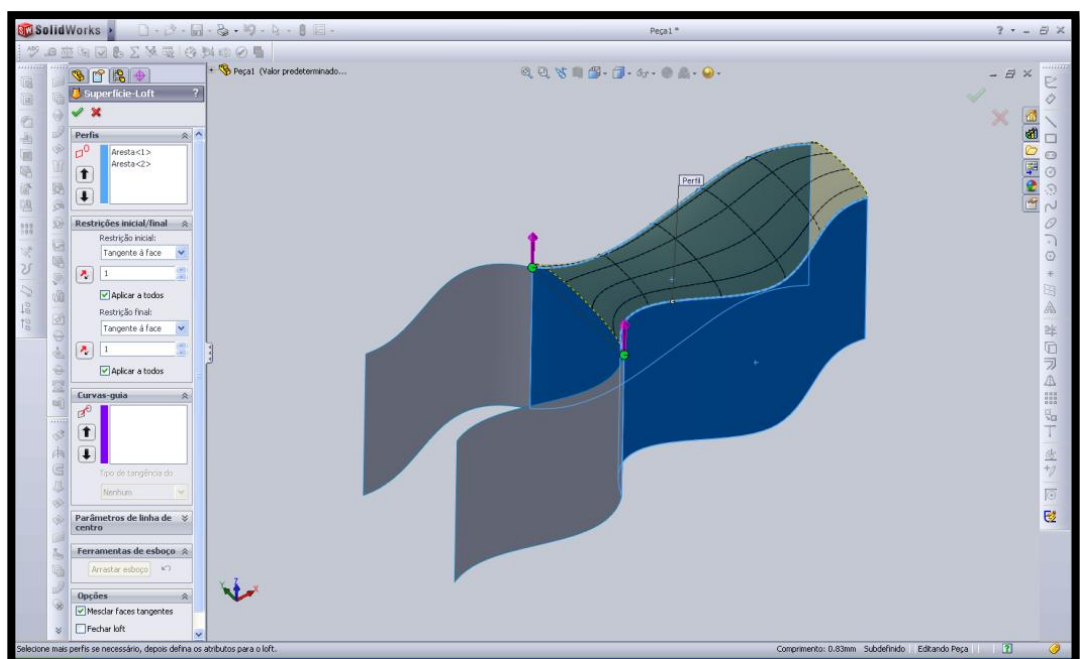 SolidWorks
Peça1 *
Peça1 (Valor predeterminado...
Superfície-Loft
?
Perfis
Aresta<1>
Aresta<2>
Restrições inicial/final
Restrição inicial:
Tangente à face
1
Aplicar a todos
Restrição final:
Tangente à face
1
Aplicar a todos
Curvas-guia
Tipo de tangência do
Nenhum
Parâmetros de linha de
centro
Ferramentas de esboço
Arrastar esboço
Opções
Mesclar faces tangentes
Fechar loft
Perfil
Z
Y
X
Selecione mais perfis se necessário, depois defina os atributos para o loft.
Comprimento: 0.83mm Subdefinido Editando Peça